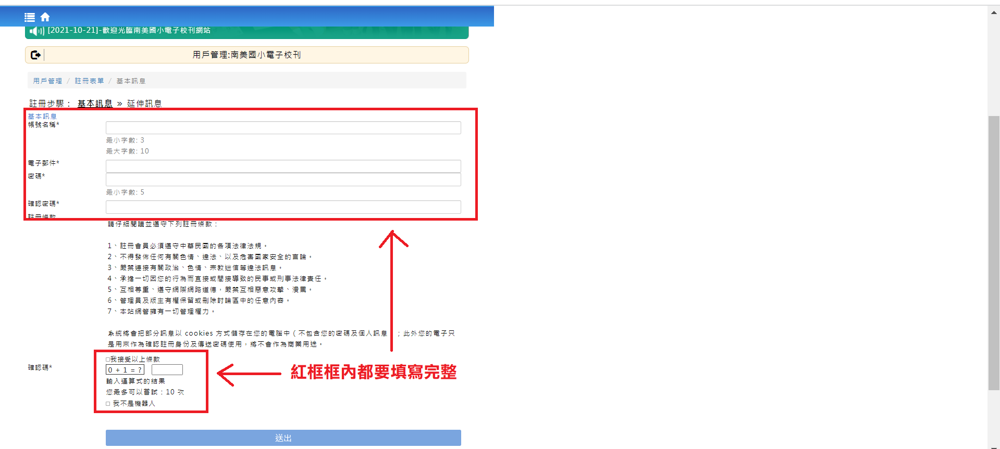 [2021-10-21]-歡迎光臨南美國小電子校刊網站
用戶管理:南美國小電子校刊
用戶管理 / 註冊表單 / 基本訊息
註冊步驟： 基本訊息 » 延伸訊息
基本訊息
帳號名稱*
最小字數: 3
最大字數: 10
電子郵件*
密碼*
最小字數: 5
確認密碼*
註冊條款
請仔細閱讀並遵守下列註冊條款：
1、註冊會員必須遵守中華民國的各項法律法規。
2、不得發佈任何有關色情、違法、以及危害國家安全的言論。
3、嚴禁連接有關政治、色情、宗教迷信等違法訊息。
4、承擔一切因您的行為而直接或間接導致的民事或刑事法律責任。
5、互相尊重、遵守網際網路道德，嚴禁互相惡意攻擊、漫罵。
6、管理員及版主有權保留或刪除討論區中的任意內容。
7、本站網管擁有一切管理權力。
系統將會把部分訊息以 cookies 方式儲存在您的電腦中（不包含您的密碼及個人訊息 ；此外您的電子只
是用來作為確認註冊身份及傳送密碼使用，將不會作為商業用途。
我接受以上條款
確認碼*
0 + 1 = ?
輸入運算式的結果
您最多可以嘗試：10 次
我不是機器人
紅框框內都要填寫完整
送出